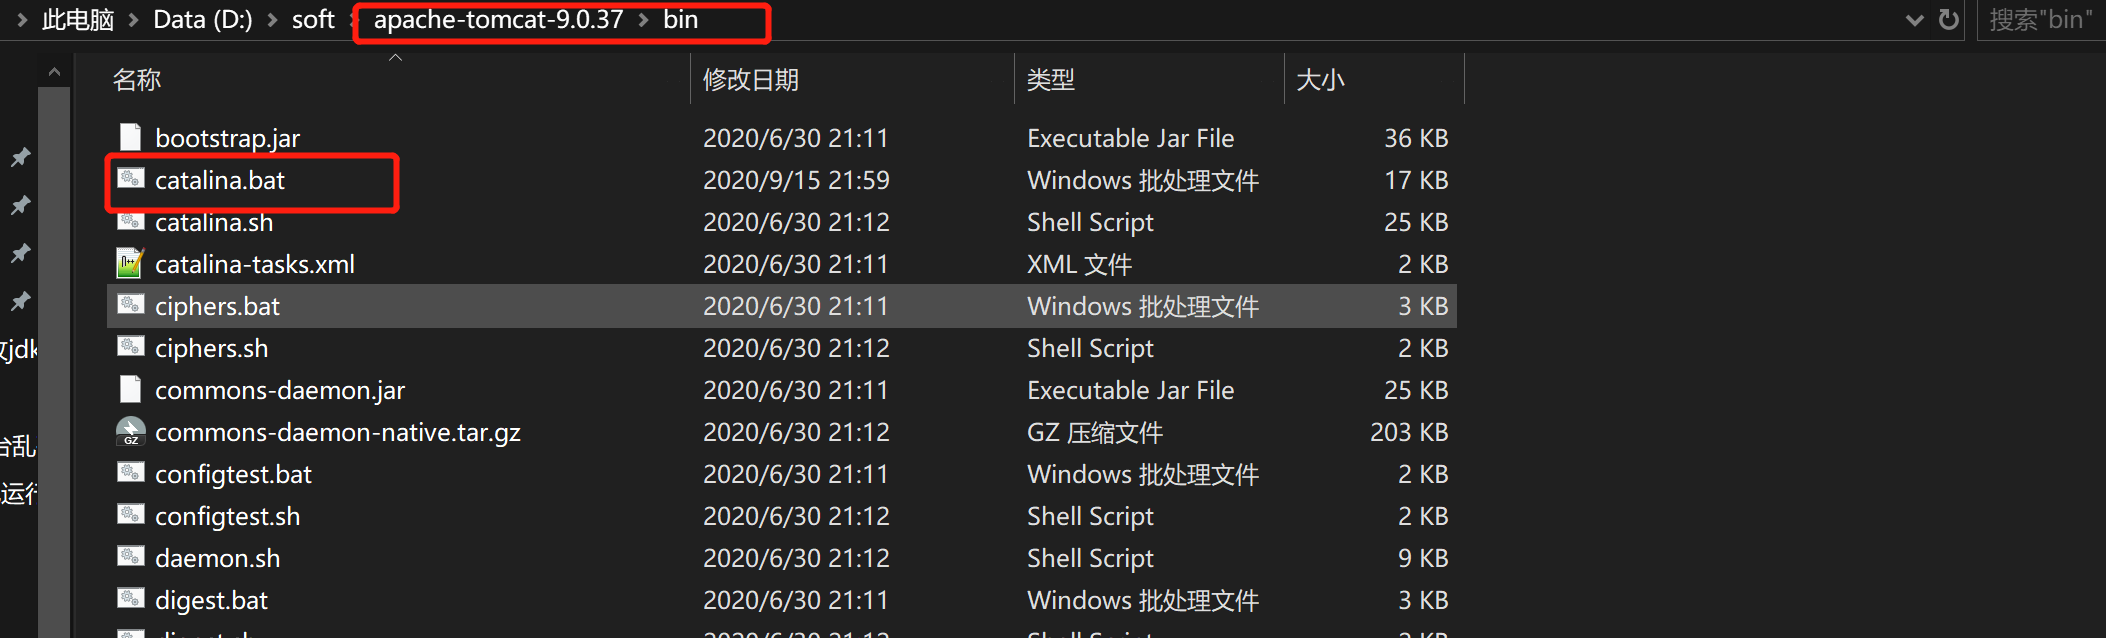 此电脑 Data (D:) soft apache-tomcat-9.0.37 bin 搜索"bin"
名称 修改日期 类型 大小
bootstrap.jar 2020/6/30 21:11 Executable Jar File 36 KB
catalina.bat 2020/9/15 21:59 Windows 批处理文件 17 KB
catalina.sh 2020/6/30 21:12 Shell Script 25 KB
catalina-tasks.xml 2020/6/30 21:11 XML 文件 2 KB
ciphers.bat 2020/6/30 21:11 Windows 批处理文件 3 KB
jdk
ciphers.sh 2020/6/30 21:12 Shell Script 2 KB
commons-daemon.jar 2020/6/30 21:11 Executable Jar File 25 KB
台乱
commons-daemon-native.tar.gz 2020/6/30 21:12 GZ 压缩文件 203 KB
configtest.bat 2020/6/30 21:11 Windows 批处理文件 2 KB
运行
configtest.sh 2020/6/30 21:12 Shell Script 2 KB
daemon.sh 2020/6/30 21:12 Shell Script 9 KB
digest.bat 2020/6/30 21:11 Windows 批处理文件 3 KB